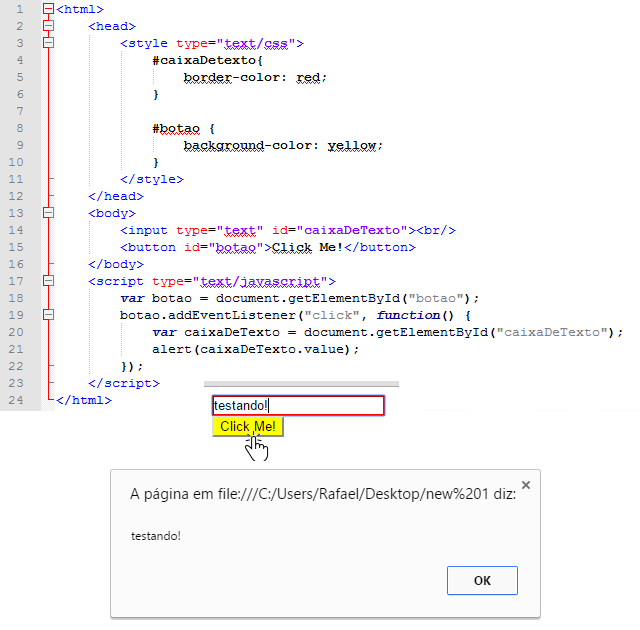 1 <html>
2 <head>
3 <style type="text/css">
4 #caixaDetexto{
5 border-color: red;
6 }
7
8 #botao {
9 background-color: yellow;
10 }
11 </style>
12 </head>
13 <body>
14 <input type="text" id="caixaDeTexto"><br/>
15 <button id="botao">Click Me!</button>
16 </body>
17 <script type="text/javascript">
18 var botao = document.getElementById("botao");
19 botao.addEventListener("click", function() {
20 var caixaDeTexto = document.getElementById("caixaDeTexto");
21 alert(caixaDeTexto.value);
22 });
23 </script>
24 </html>
testando!
Click Me!
A página em file:///C:/Users/Rafael/Desktop/new%201 diz:
testando!
OK